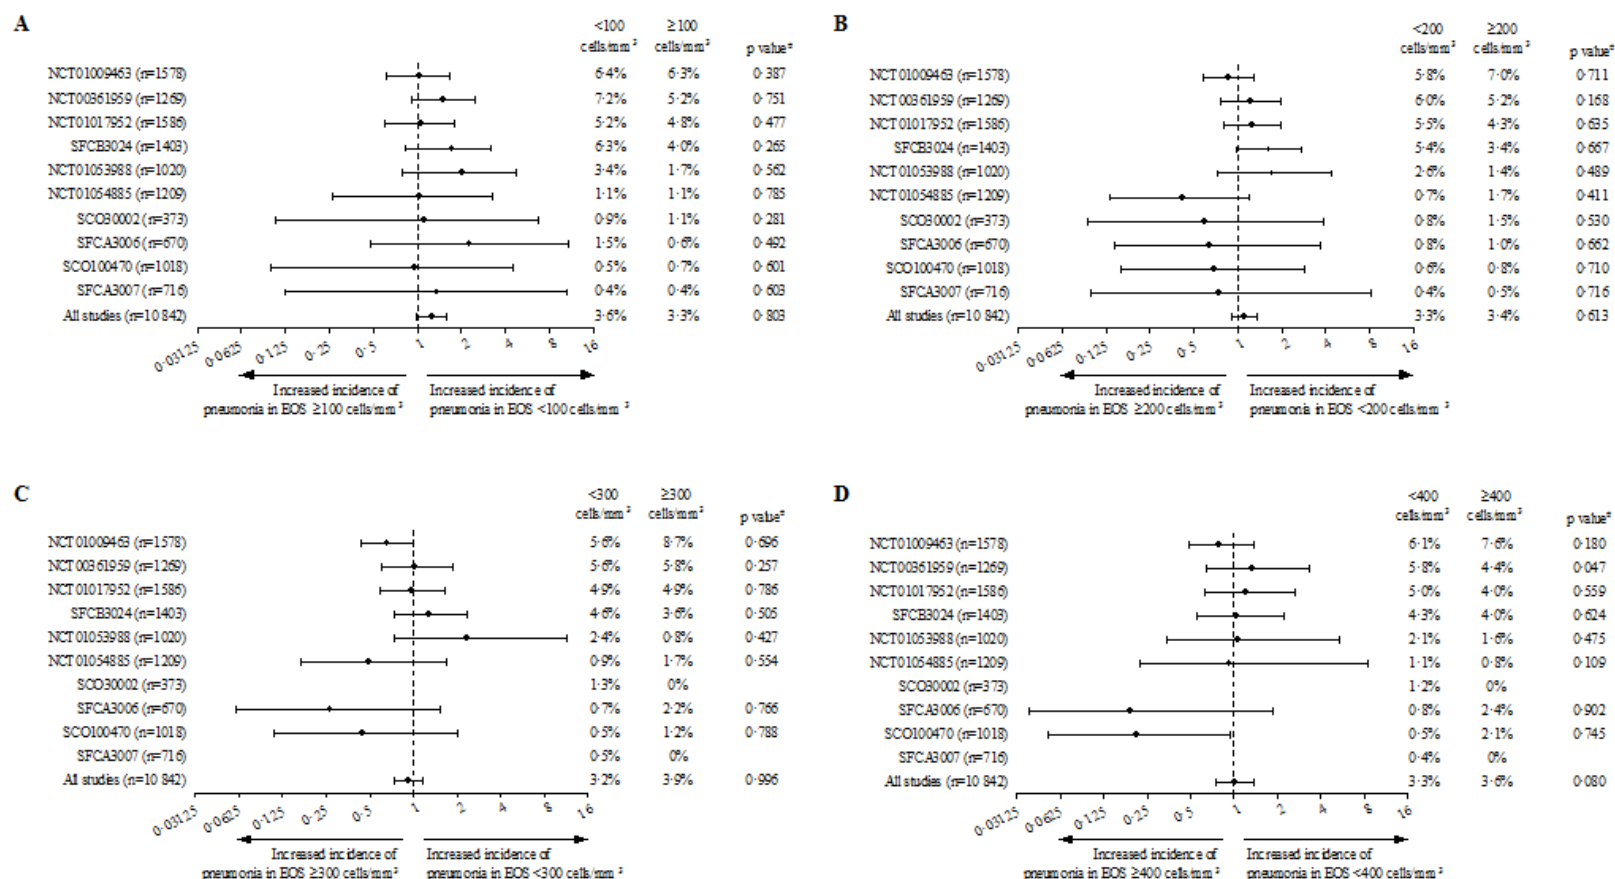 A
<100 ≥100
cells/mm³ cells/mm³ p value*
NCT01009463 (n=1578) 6·4% 6·3% 0·387
NCT00361959 (n=1269) 7·2% 5·2% 0·751
NCT01017952 (n=1586) 5·2% 4·8% 0·477
SFCB3024 (n=1403) 6·3% 4·0% 0·265
NCT01053988 (n=1020) 3·4% 1·7% 0·562
NCT01054885 (n=1209) 1·1% 1·1% 0·785
SCO30002 (n=373) 0·9% 1·1% 0·281
SFCA3006 (n=670) 1·5% 0·6% 0·492
SCO100470 (n=1018) 0·5% 0·7% 0·601
SFCA3007 (n=716) 0·4% 0·4% 0·603
All studies (n=10 842) 3·6% 3·3% 0·803
0·03125 0·0625 0·125 0·25 0·5 1 2 4 8 16
Increased incidence of Increased incidence of
pneumonia in EOS ≥100 cells/mm³ pneumonia in EOS <100 cells/mm³
B
<200 ≥200
cells/mm³ cells/mm³ p value*
NCT01009463 (n=1578) 5·8% 7·0% 0·711
NCT00361959 (n=1269) 6·0% 5·2% 0·168
NCT01017952 (n=1586) 5·5% 4·3% 0·635
SFCB3024 (n=1403) 5·4% 3·4% 0·667
NCT01053988 (n=1020) 2·6% 1·4% 0·489
NCT01054885 (n=1209) 0·7% 1·7% 0·411
SCO30002 (n=373) 0·8% 1·5% 0·530
SFCA3006 (n=670) 0·8% 1·0% 0·662
SCO100470 (n=1018) 0·6% 0·8% 0·710
SFCA3007 (n=716) 0·4% 0·5% 0·716
All studies (n=10 842) 3·3% 3·4% 0·613
0·03125 0·0625 0·125 0·25 0·5 1 2 4 8 16
Increased incidence of Increased incidence of
pneumonia in EOS ≥200 cells/mm³ pneumonia in EOS <200 cells/mm³
C
<300 ≥300
cells/mm³ cells/mm³ p value*
NCT01009463 (n=1578) 5·6% 8·7% 0·696
NCT00361959 (n=1269) 5·6% 5·8% 0·257
NCT01017952 (n=1586) 4·9% 4·9% 0·786
SFCB3024 (n=1403) 4·6% 3·6% 0·505
NCT01053988 (n=1020) 2·4% 0·8% 0·427
NCT01054885 (n=1209) 0·9% 1·7% 0·554
SCO30002 (n=373) 1·3% 0%
SFCA3006 (n=670) 0·7% 2·2% 0·766
SCO100470 (n=1018) 0·5% 1·2% 0·788
SFCA3007 (n=716) 0·5% 0%
All studies (n=10 842) 3·2% 3·9% 0·996
0·03125 0·0625 0·125 0·25 0·5 1 2 4 8 16
Increased incidence of Increased incidence of
pneumonia in EOS ≥300 cells/mm³ pneumonia in EOS <300 cells/mm³
D
<400 ≥400
cells/mm³ cells/mm³ p value*
NCT01009463 (n=1578) 6·1% 7·6% 0·180
NCT00361959 (n=1269) 5·8% 4·4% 0·047
NCT01017952 (n=1586) 5·0% 4·0% 0·559
SFCB3024 (n=1403) 4·3% 4·0% 0·624
NCT01053988 (n=1020) 2·1% 1·6% 0·475
NCT01054885 (n=1209) 1·1% 0·8% 0·109
SCO30002 (n=373) 1·2% 0%
SFCA3006 (n=670) 0·8% 2·4% 0·902
SCO100470 (n=1018) 0·5% 2·1% 0·745
SFCA3007 (n=716) 0·4% 0%
All studies (n=10 842) 3·3% 3·6% 0·080
0·03125 0·0625 0·125 0·25 0·5 1 2 4 8 16
Increased incidence of Increased incidence of
pneumonia in EOS ≥400 cells/mm³ pneumonia in EOS <400 cells/mm³